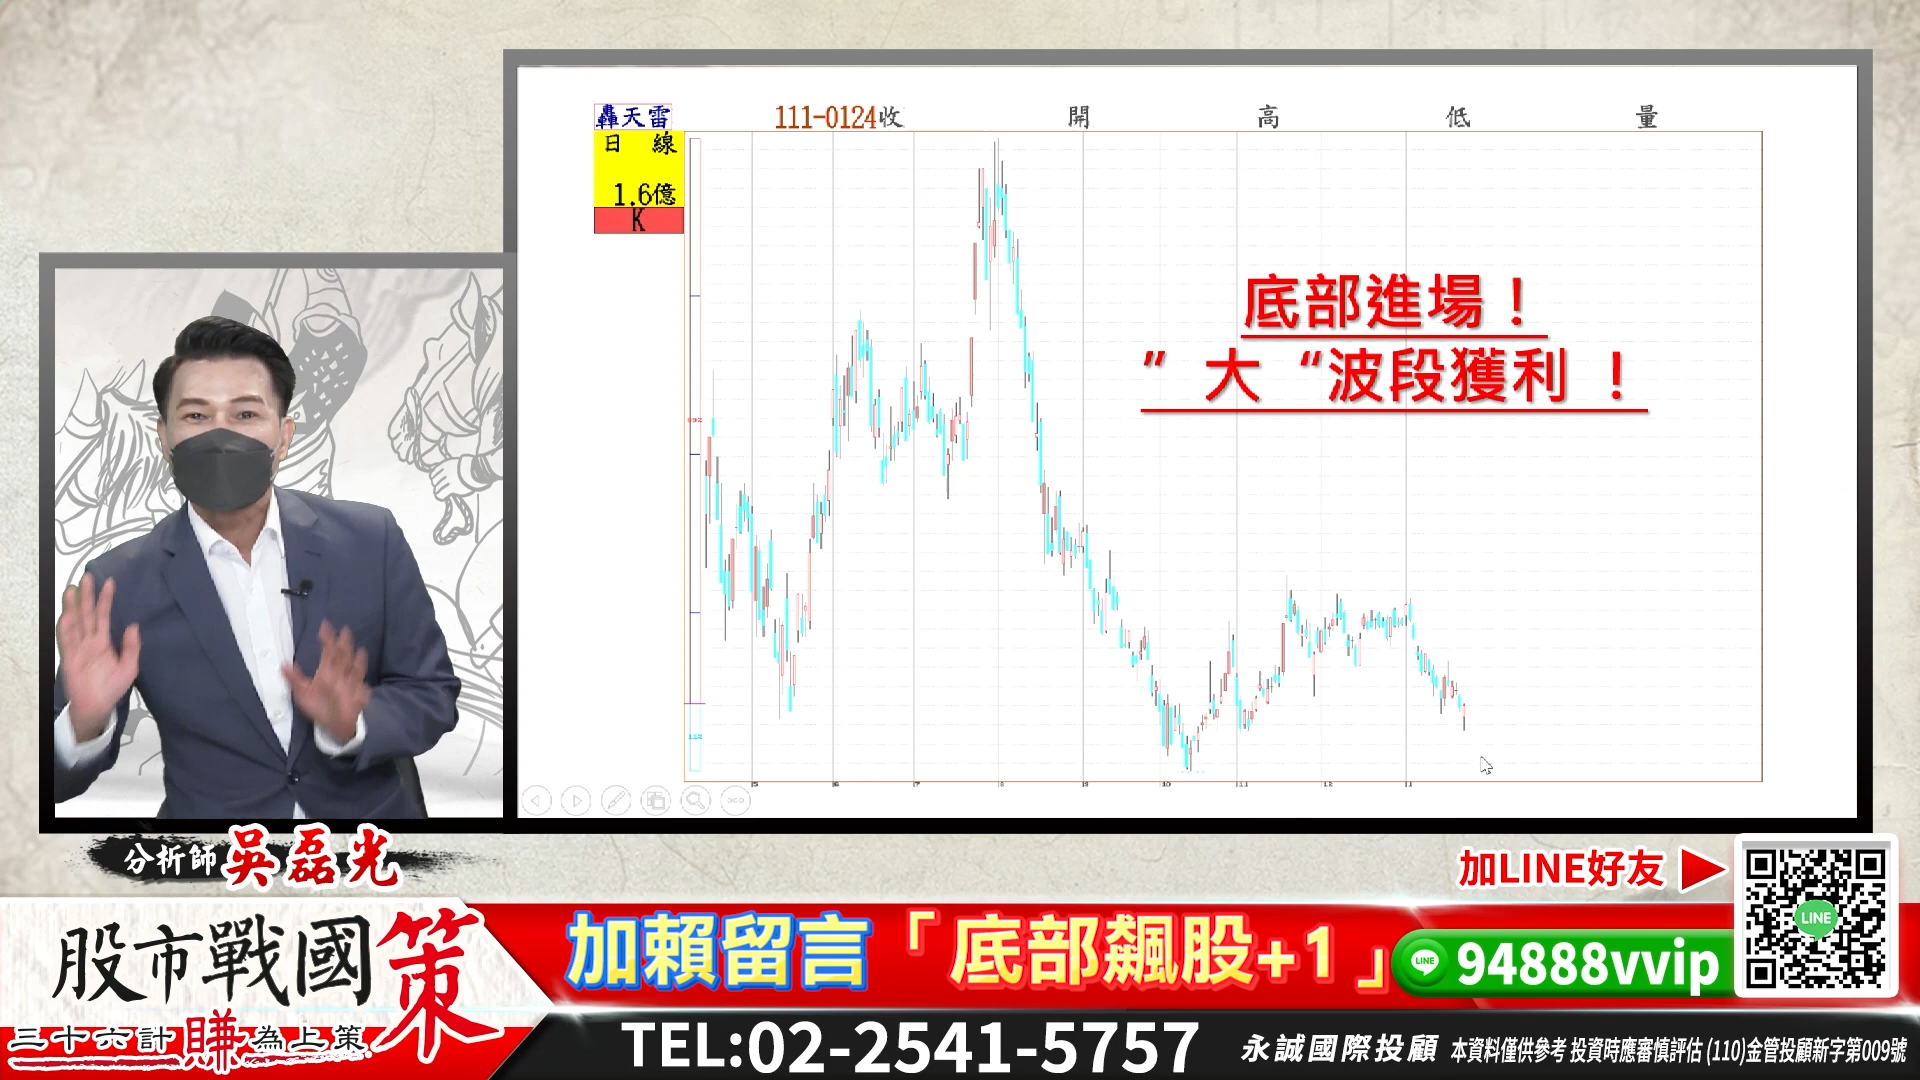 轟天雷
111-0124收 開 高 低 量
日 線
1.6億
K
底部進場！
”大“波段獲利 ！
分析師 吳磊光
加LINE好友
LINE
股市戰國策
三十六計賺為上策
加賴留言「底部飆股+1」
LINE
94888vvip
TEL:02-2541-5757
永誠國際投顧 本資料僅供參考 投資時應審慎評估 (110)金管投顧新字第009號